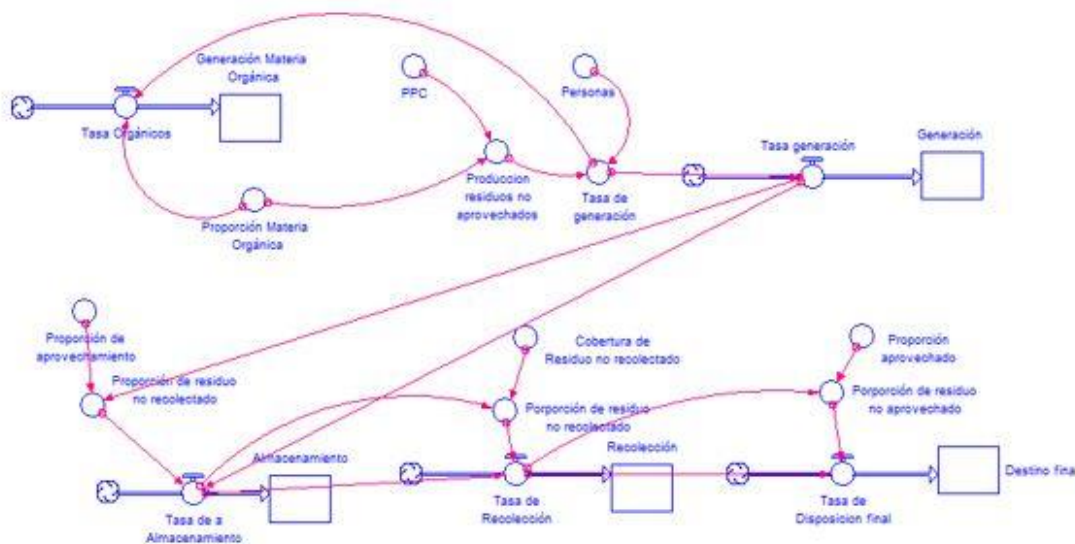 Generación Materia
Orgánica
Tasa Orgánicos
PPC
Personas
Tasa generación
Generación
Produccion
residuos no
aprovechados
Tasa de
generación
Proporción Materia
Orgánica
Proporción de
aprovechamiento
Proporción de residuo
no recolectado
Cobertura de
Residuo no recolectado
Porporción de residuo
no recolectado
Proporción
aprovechado
Porporción de residuo
no aprovechado
Almacenamiento
Recolección
Destino final
Tasa de a
Almacenamiento
Tasa de
Recolección
Tasa de
Disposicion final